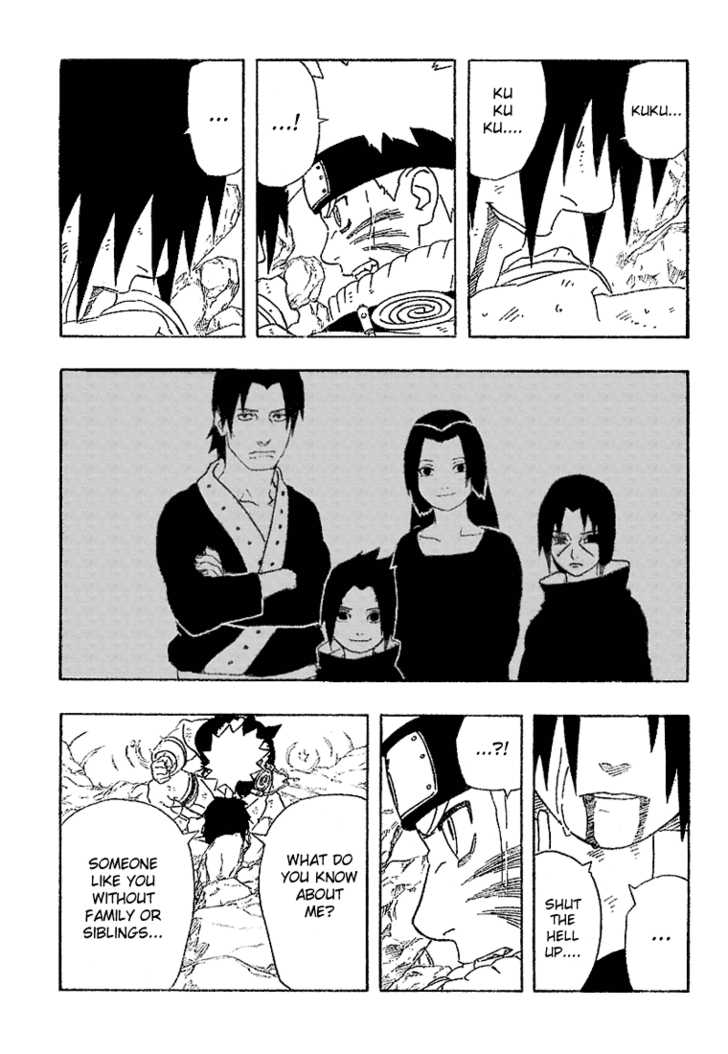 KUKU...
KU
KU
KU....
...!
...
...
SHUT
THE
HELL
UP....
...?!
WHAT DO
YOU KNOW
ABOUT
ME?
SOMEONE
LIKE YOU
WITHOUT
FAMILY OR
SIBLINGS...